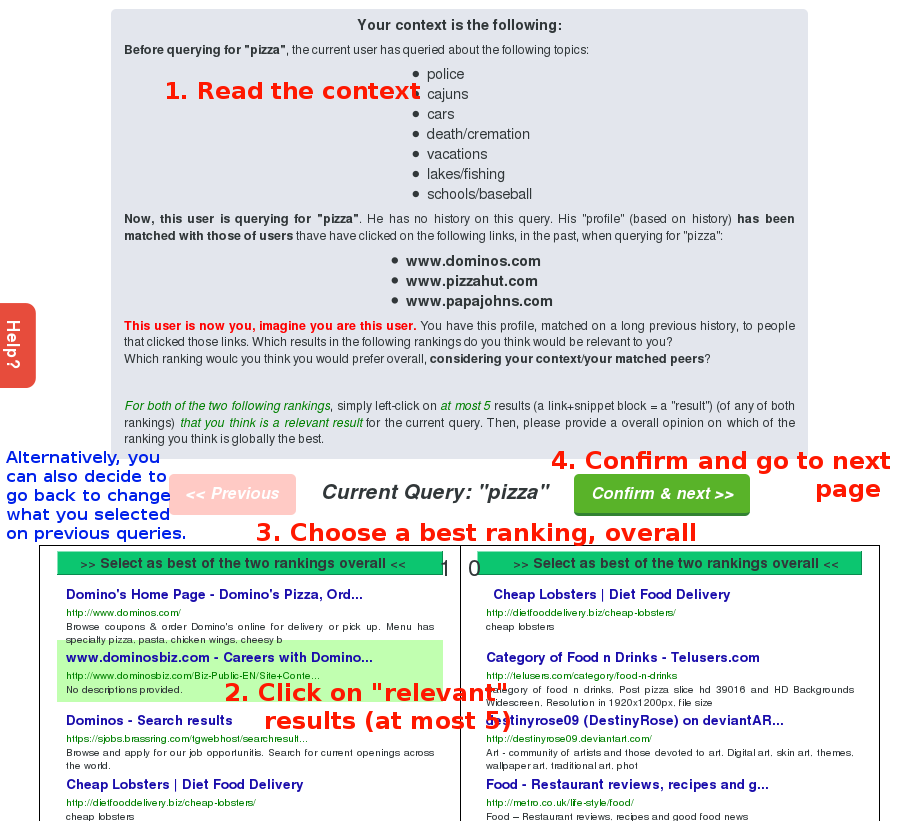 Your context is the following:
Before querying for "pizza", the current user has queried about the following topics:
police
1. Read the context
cajuns
cars
death/cremation
vacations
lakes/fishing
schools/baseball
Now, this user is querying for "pizza". He has no history on this query. His "profile" (based on history) has been
matched with those of users thave have clicked on the following links, in the past, when querying for "pizza":
www.dominos.com
www.pizzahut.com
www.papajohns.com
Help?
This user is now you, imagine you are this user. You have this profile, matched on a long previous history, to people
that clicked those links. Which results in the following rankings do you think would be relevant to you?
Which ranking woulc you think you would prefer overall, considering your context/your matched peers?
For both of the two following rankings, simply left-click on at most 5 results (a link+snippet block = a "result") (of any of both
rankings) that you think is a relevant result for the current query. Then, please provide a overall opinion on which of the
ranking you think is globally the best.
Alternatively, you
can also decide to
go back to change
what you selected
on previous queries.
4. Confirm and go to next
page
<< Previous
Current Query: "pizza"
Confirm & next >>
3. Choose a best ranking, overall
>> Select as best of the two rankings overall <<
1 0
>> Select as best of the two rankings overall <<
Domino's Home Page - Domino's Pizza, Ord...
http://www.dominos.com/
Browse coupons & order Domino's online for delivery or pick up. Menu has
specialty pizza, pasta, chicken wings, cheesy b
www.dominosbiz.com - Careers with Domino...
http://www.dominosbiz.com/Biz-Public-EN/Site+Conte...
No descriptions provided.
2. Click on "relevant"
results (at most 5)
Dominos - Search results
https://sjobs.brassring.com/tgwebhost/searchresult...
Browse and apply for our job opportunitis. Search for current openings across
the world.
Cheap Lobsters | Diet Food Delivery
http://dietfooddelivery.biz/cheap-lobsters/
cheap lobsters
Cheap Lobsters | Diet Food Delivery
http://dietfooddelivery.biz/cheap-lobsters/
cheap lobsters
Category of Food n Drinks - Telusers.com
http://telusers.com/category/food-n-drinks
Category of food n drinks. Post pizza slice hd 39016 and HD Backgrounds
Widescreen. Resolution in 1920x1200px. file size
destinyrose09 (DestinyRose) on deviantAR...
http://destinyrose09.deviantart.com/
Art - community of artists and those devoted to art. Digital art, skin art, themes,
wallpaper art, traditional art, phot
Food - Restaurant reviews, recipes and g...
http://metro.co.uk/life-style/food/
Food – Restaurant reviews, recipes and good food news